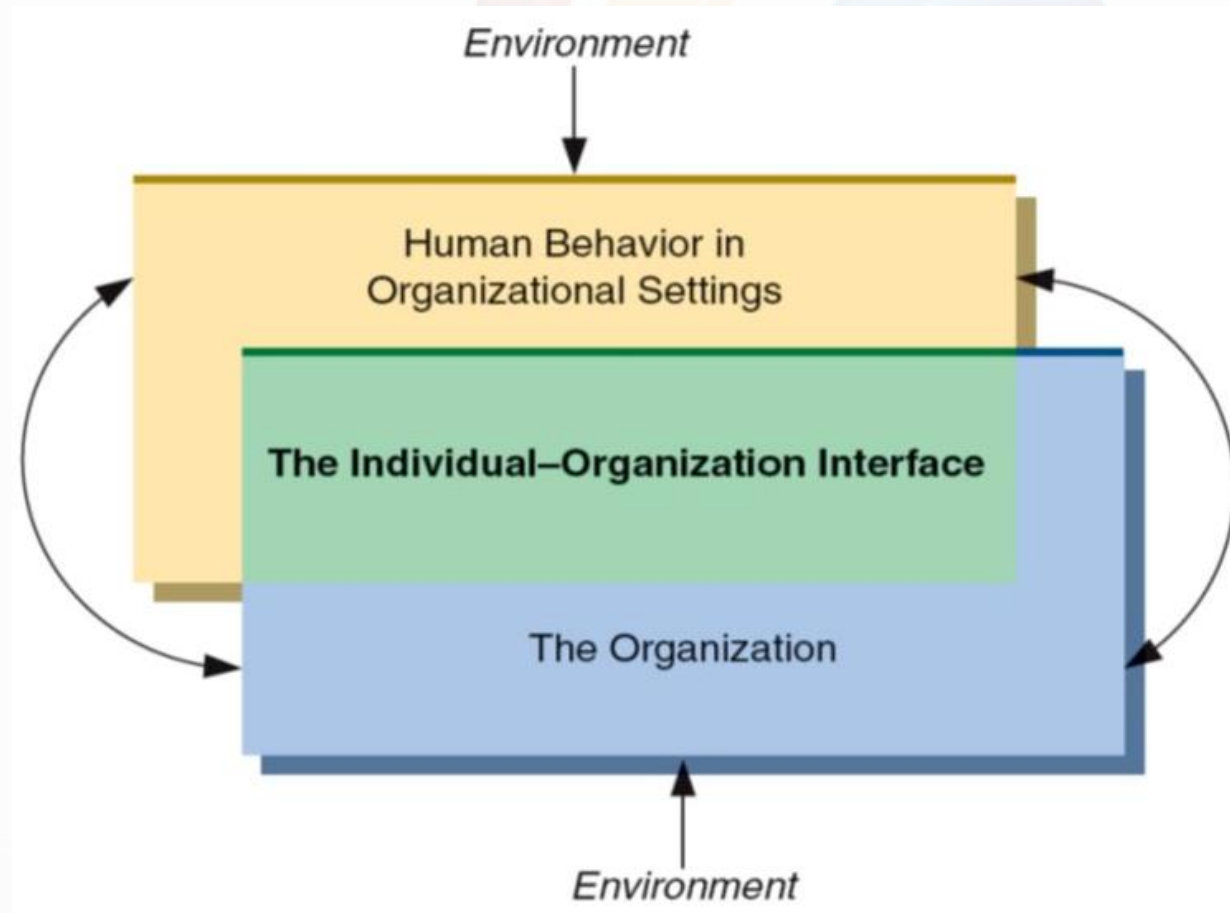 Environment
Human Behavior in
Organizational Settings
The Individual–Organization Interface
The Organization
Environment